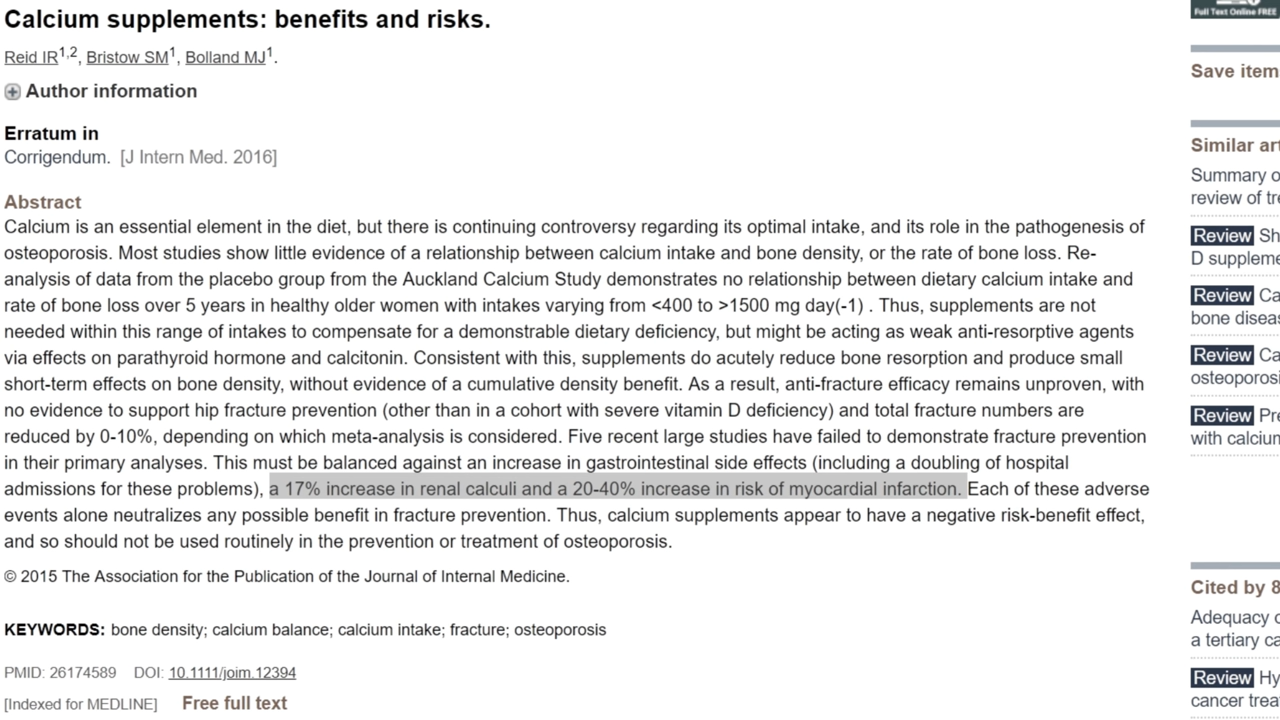 Calcium supplements: benefits and risks.
Reid IR1,2, Bristow SM1, Bolland MJ1.
Author information
Erratum in
Corrigendum. [J Intern Med. 2016]
Abstract
Calcium is an essential element in the diet, but there is continuing controversy regarding its optimal intake, and its role in the pathogenesis of
osteoporosis. Most studies show little evidence of a relationship between calcium intake and bone density, or the rate of bone loss. Re-
analysis of data from the placebo group from the Auckland Calcium Study demonstrates no relationship between dietary calcium intake and
rate of bone loss over 5 years in healthy older women with intakes varying from <400 to >1500 mg day(-1) . Thus, supplements are not
needed within this range of intakes to compensate for a demonstrable dietary deficiency, but might be acting as weak anti-resorptive agents
via effects on parathyroid hormone and calcitonin. Consistent with this, supplements do acutely reduce bone resorption and produce small
short-term effects on bone density, without evidence of a cumulative density benefit. As a result, anti-fracture efficacy remains unproven, with
no evidence to support hip fracture prevention (other than in a cohort with severe vitamin D deficiency) and total fracture numbers are
reduced by 0-10%, depending on which meta-analysis is considered. Five recent large studies have failed to demonstrate fracture prevention
in their primary analyses. This must be balanced against an increase in gastrointestinal side effects (including a doubling of hospital
admissions for these problems), a 17% increase in renal calculi and a 20-40% increase in risk of myocardial infarction. Each of these adverse
events alone neutralizes any possible benefit in fracture prevention. Thus, calcium supplements appear to have a negative risk-benefit effect,
and so should not be used routinely in the prevention or treatment of osteoporosis.
© 2015 The Association for the Publication of the Journal of Internal Medicine.
KEYWORDS: bone density; calcium balance; calcium intake; fracture; osteoporosis
PMID: 26174589 DOI: 10.1111/joim.12394
[Indexed for MEDLINE] Free full text
Full Text Online FREE
Save item
Similar art
Summary o
review of tre
Review Sh
D suppleme
Review Ca
bone diseas
Review Ca
osteoporosi
Review Pre
with calcium
Cited by 8
Adequacy o
a tertiary ca
Review Hy
cancer trea